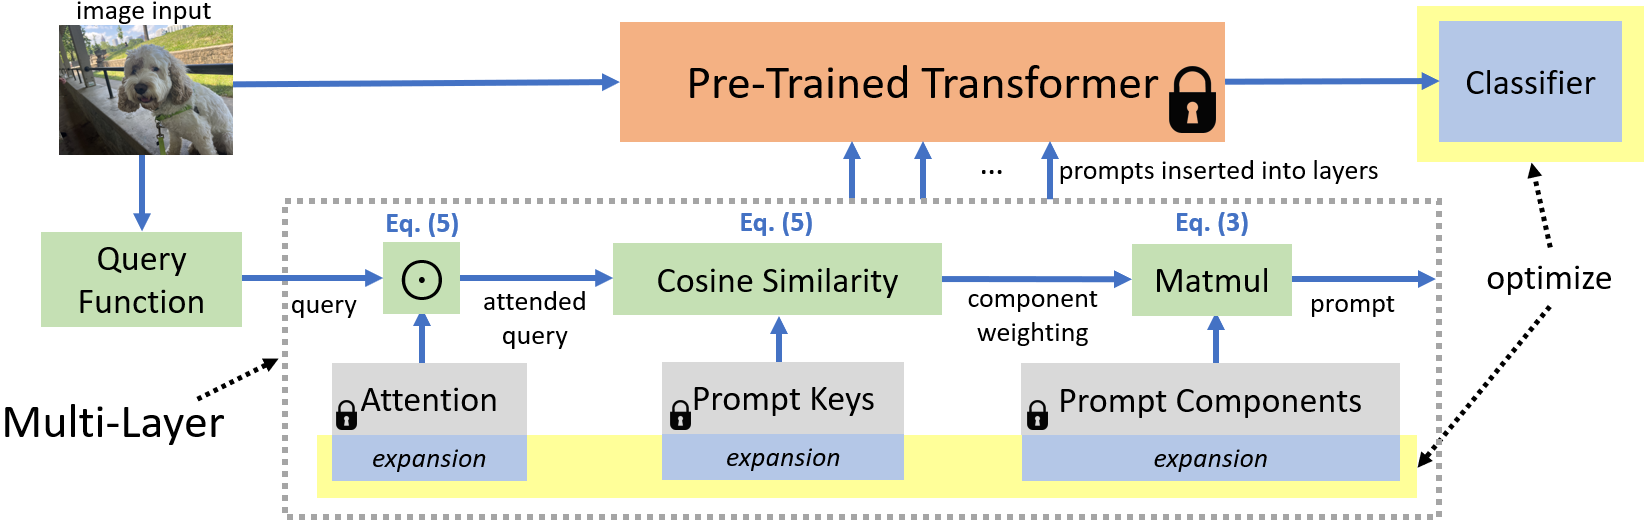 image input
Pre-Trained Transformer
Classifier
... prompts inserted into layers
Eq. (5)
Eq. (5)
Eq. (3)
Query
Function
query
⊙
attended
query
Cosine Similarity
component
weighting
Matmul
prompt
optimize
Multi-Layer
Attention
Prompt Keys
Prompt Components
expansion
expansion
expansion